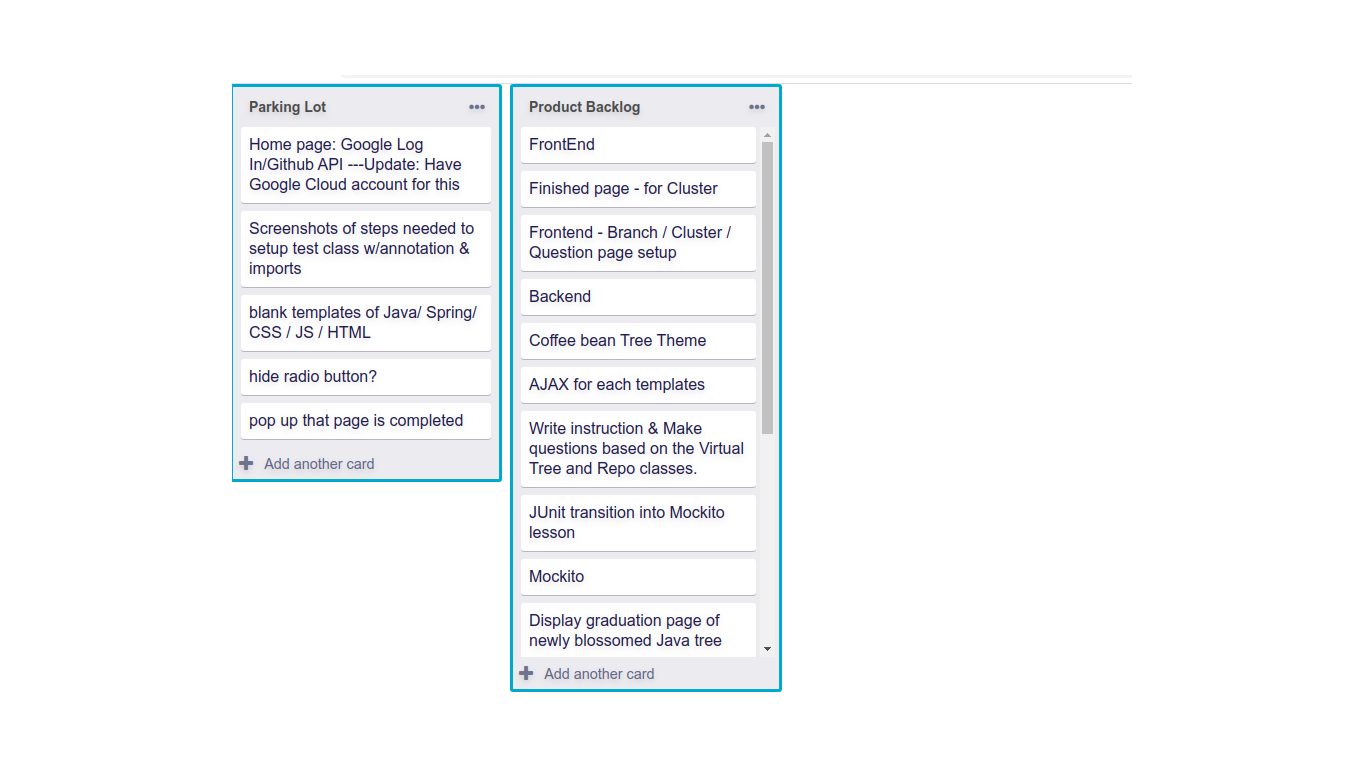 Parking Lot
Home page: Google Log
In/Github API ---Update: Have
Google Cloud account for this
Screenshots of steps needed to
setup test class w/annotation &
imports
blank templates of Java/ Spring/
CSS / JS / HTML
hide radio button?
pop up that page is completed
Add another card
Product Backlog
FrontEnd
Finished page - for Cluster
Frontend - Branch / Cluster /
Question page setup
Backend
Coffee bean Tree Theme
AJAX for each templates
Write instruction & Make
questions based on the Virtual
Tree and Repo classes.
JUnit transition into Mockito
lesson
Mockito
Display graduation page of
newly blossomed Java tree
Add another card